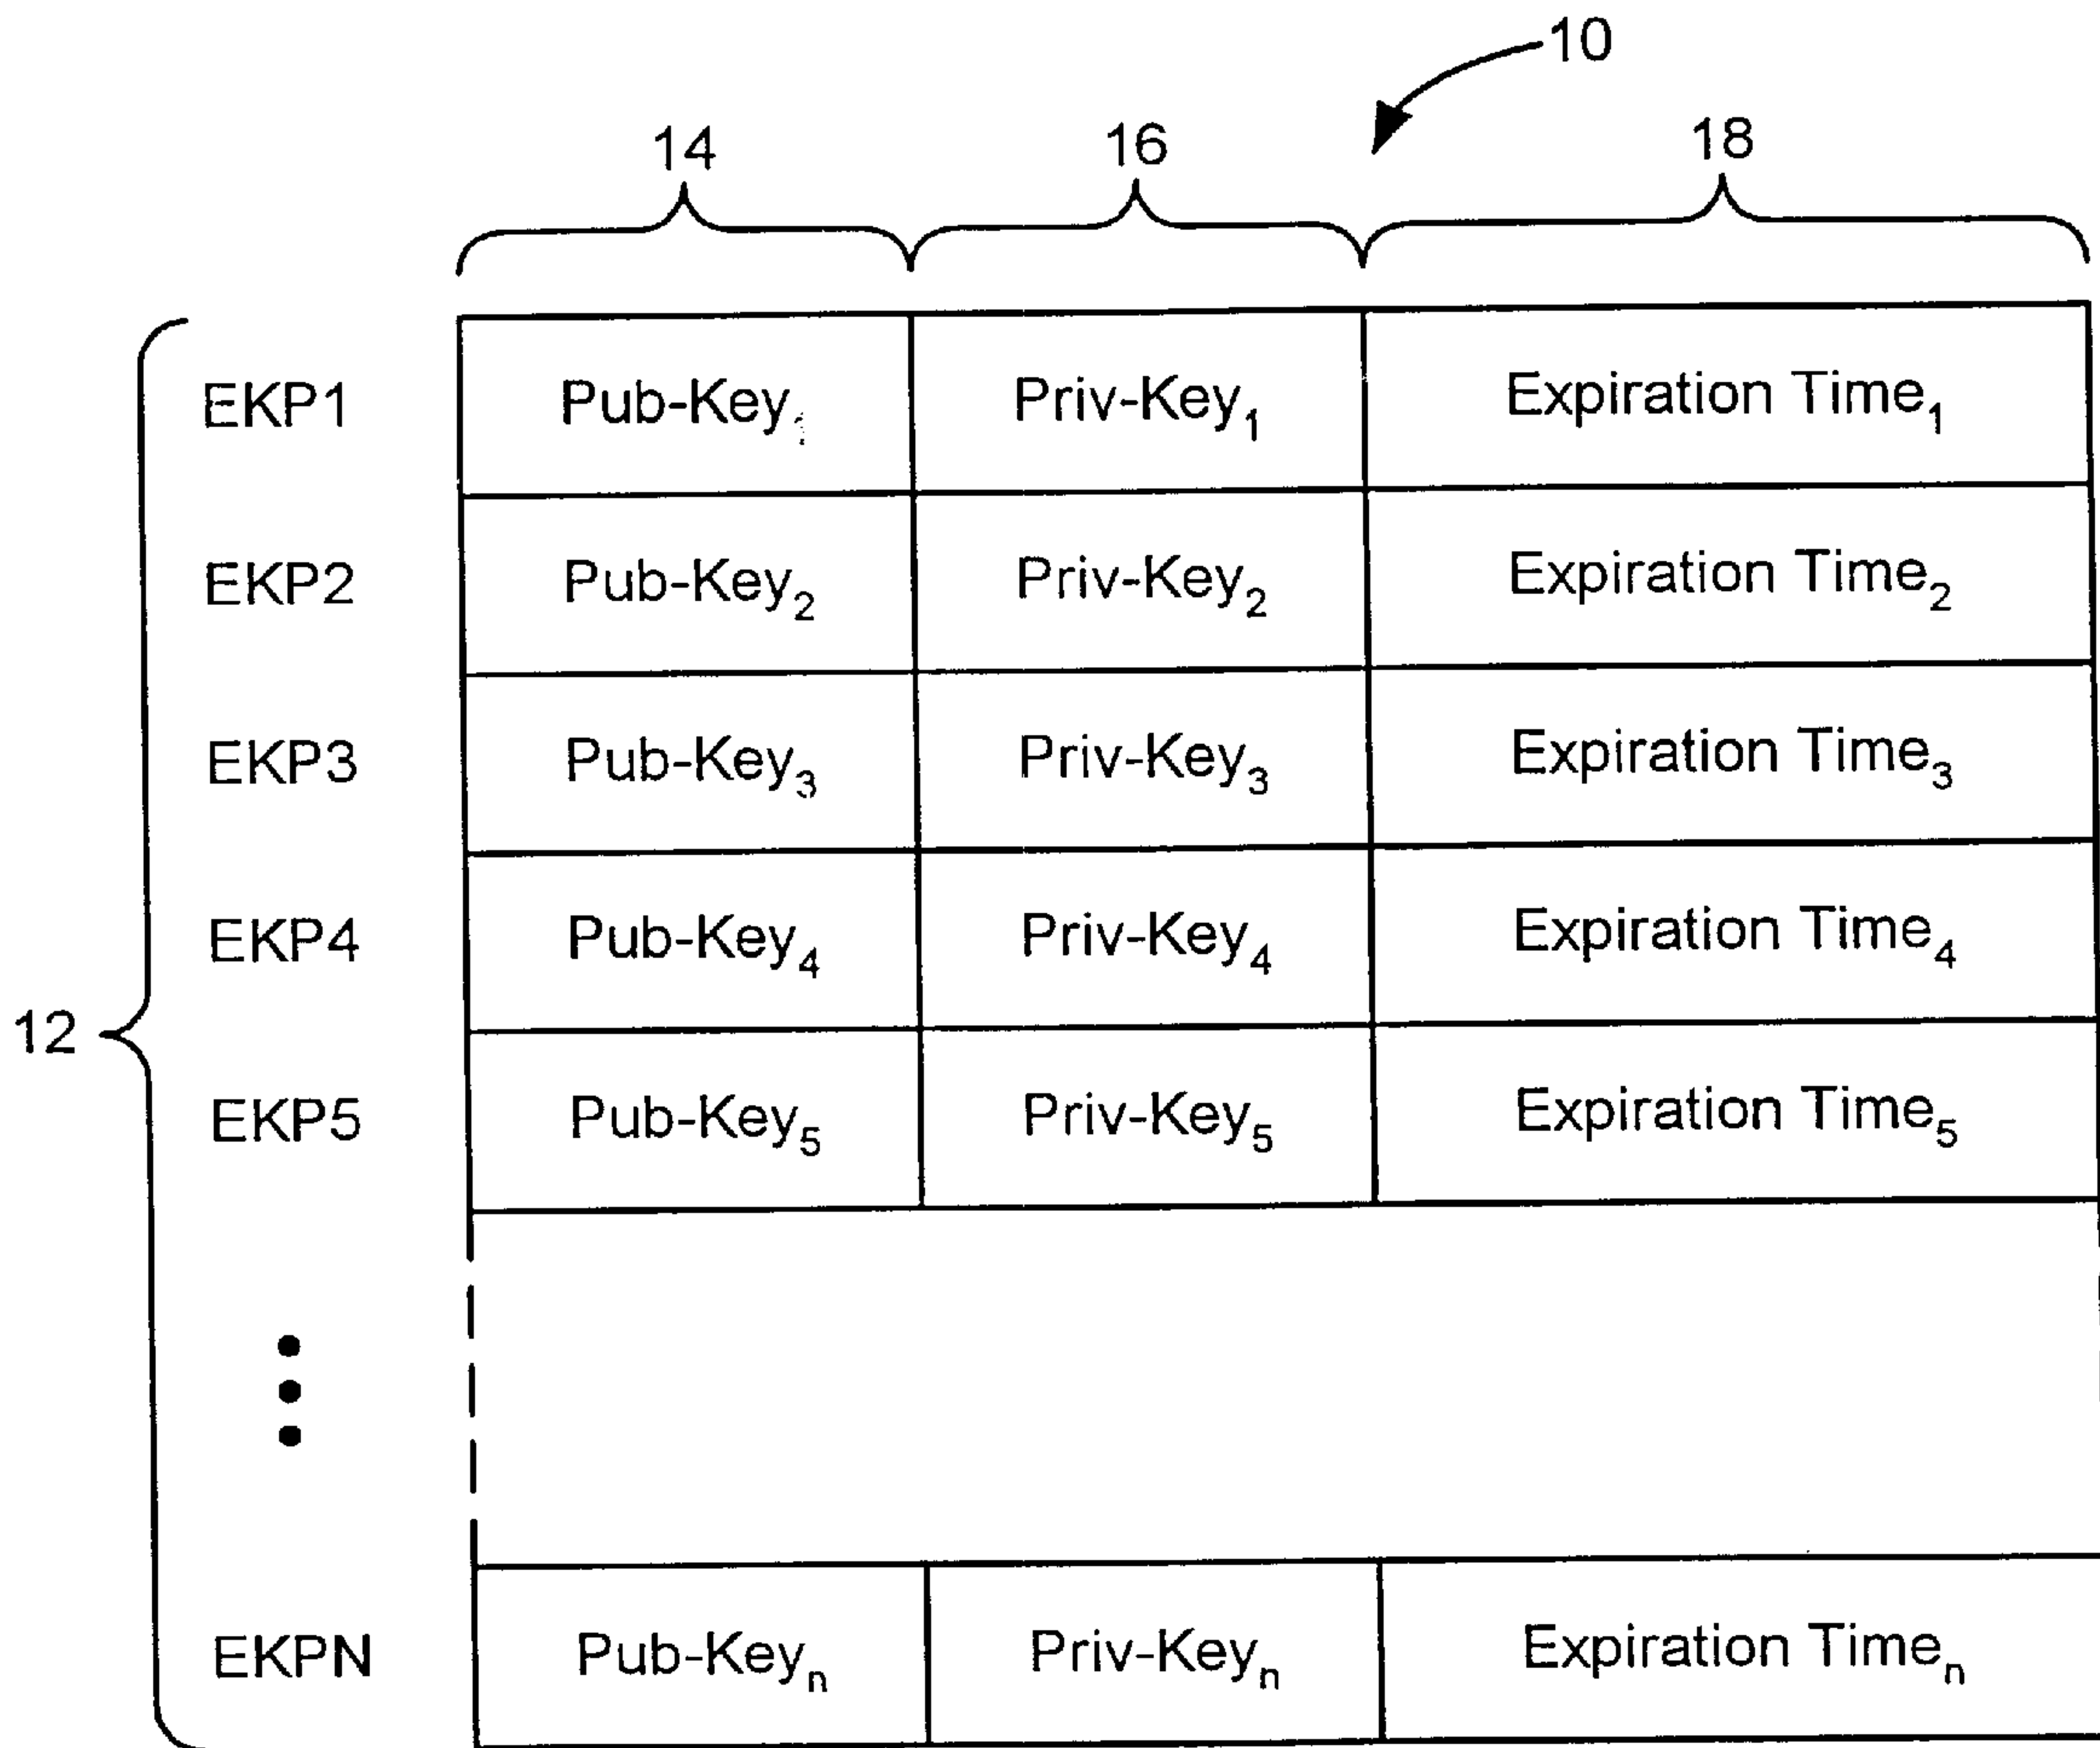 10
14 16 18
EKP1 Pub-Key₁ Priv-Key₁ Expiration Time₁
EKP2 Pub-Key₂ Priv-Key₂ Expiration Time₂
EKP3 Pub-Key₃ Priv-Key₃ Expiration Time₃
EKP4 Pub-Key₄ Priv-Key₄ Expiration Time₄
12
EKP5 Pub-Key₅ Priv-Key₅ Expiration Time₅
EKPN Pub-Keyₙ Priv-Keyₙ Expiration Timeₙ